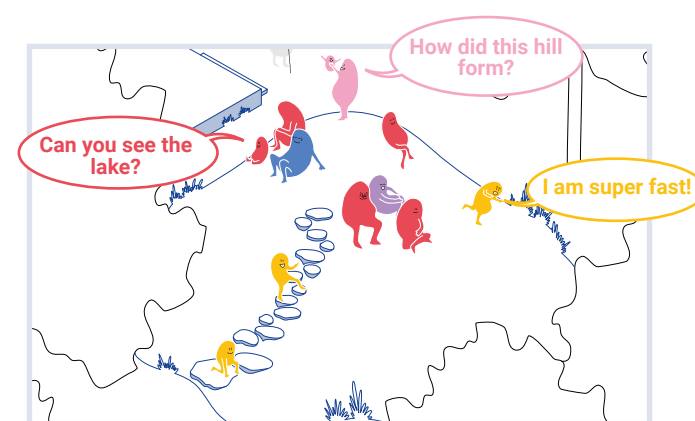 How did this hill
form?
Can you see the
lake?
I am super fast!